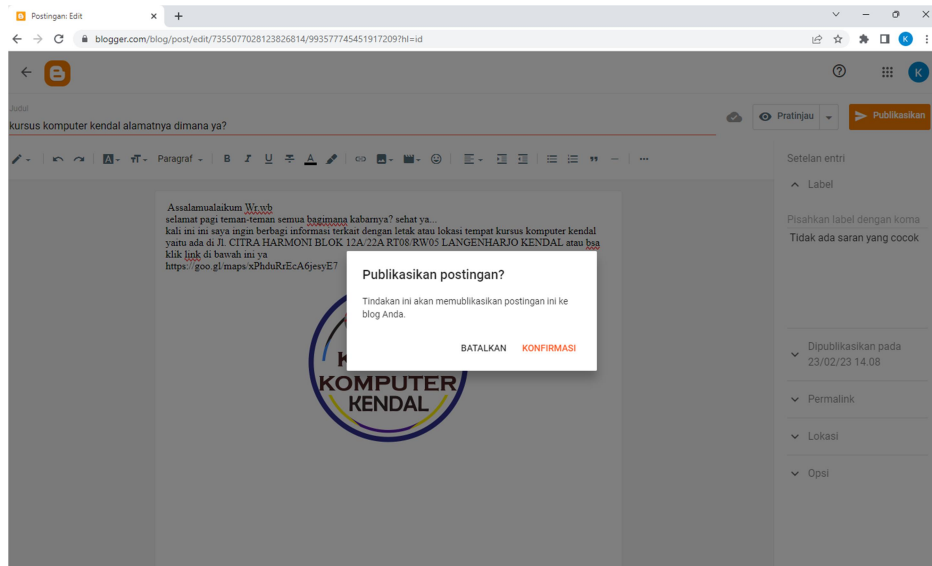 Postingan: Edit
blogger.com/blog/post/edit/7355077028123826814/993577745451917209?hl=id
K
K
Judul
kursus komputer kendal alamatnya dimana ya?
Pratinjau
Publikasikan
Paragraf
B I U A
Setelan entri
Label
Pisahkan label dengan koma
Tidak ada saran yang cocok
Dipublikasikan pada
23/02/23 14.08
Permalink
Lokasi
Opsi
Assalamualaikum Wr.wb
selamat pagi teman-teman semua bagimana kabarnya? sehat ya...
kali ini ini saya ingin berbagi informasi terkait dengan letak atau lokasi tempat kursus komputer kendal
yaitu ada di Jl. CITRA HARMONI BLOK 12A/22A RT08/RW05 LANGENHARJO KENDAL atau bsa
klik link di bawah ini ya
https://goo.gl/maps/xPhduRrEcA6jesyE7
Publikasikan postingan?
Tindakan ini akan memublikasikan postingan ini ke
blog Anda.
BATALKAN KONFIRMASI
KOMPUTER
KENDAL